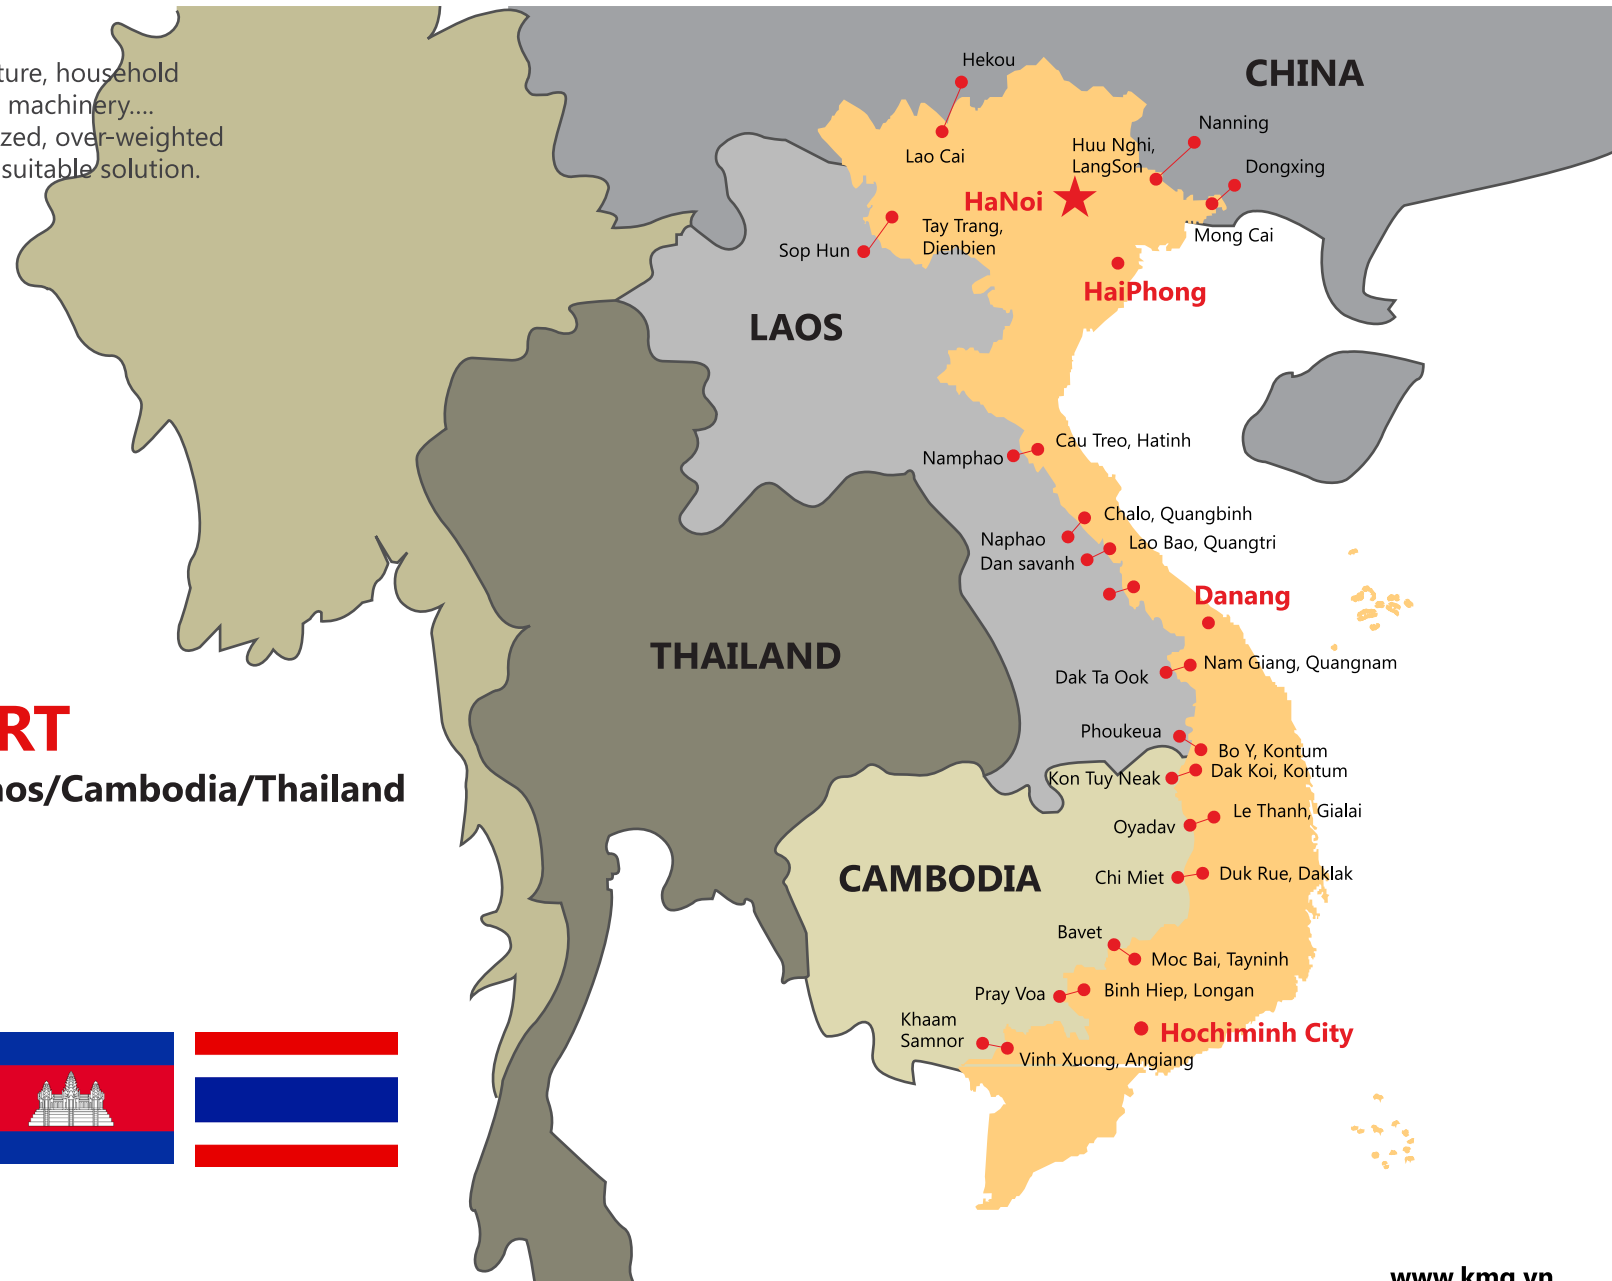 ture, household
machinery....
zed, over-weighted
suitable solution.
RT
aos/Cambodia/Thailand
CHINA
Hekou
Lao Cai
Nanning
Huu Nghi,
LangSon
Dongxing
HaNoi
Mong Cai
Tay Trang,
Dienbien
Sop Hun
HaiPhong
LAOS
Cau Treo, Hatinh
Namphao
Chalo, Quangbinh
Naphao
Lao Bao, Quangtri
Dan savanh
Danang
THAILAND
Nam Giang, Quangnam
Dak Ta Ook
Phoukeua
Bo Y, Kontum
Kon Tuy Neak
Dak Koi, Kontum
Le Thanh, Gialai
Oyadav
CAMBODIA
Chi Miet
Duk Rue, Daklak
Bavet
Moc Bai, Tayninh
Pray Voa
Binh Hiep, Longan
Khaam
Samnor
Hochiminh City
Vinh Xuong, Angiang
www.kmg.vn